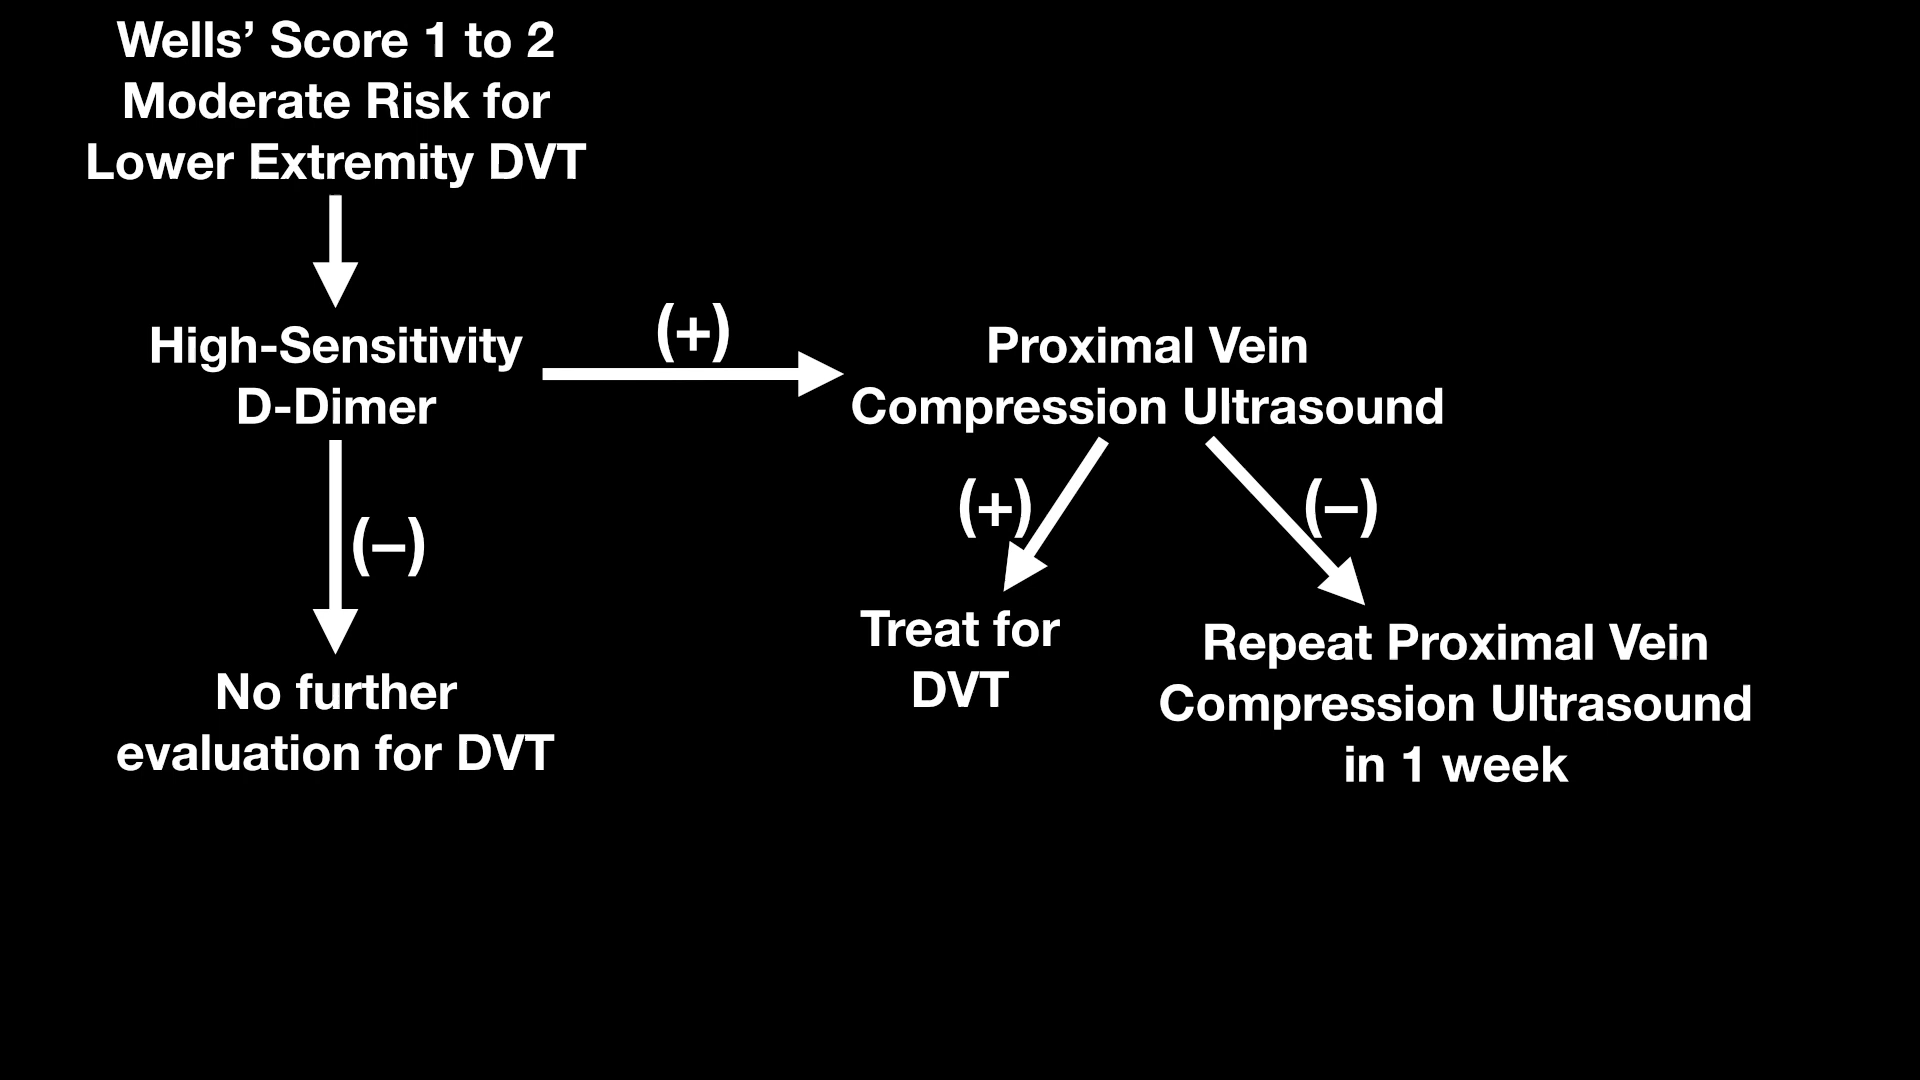 Wells’ Score 1 to 2
Moderate Risk for
Lower Extremity DVT
High-Sensitivity
D-Dimer
(+)
Proximal Vein
Compression Ultrasound
(–)
No further
evaluation for DVT
(+)
Treat for
DVT
(–)
Repeat Proximal Vein
Compression Ultrasound
in 1 week